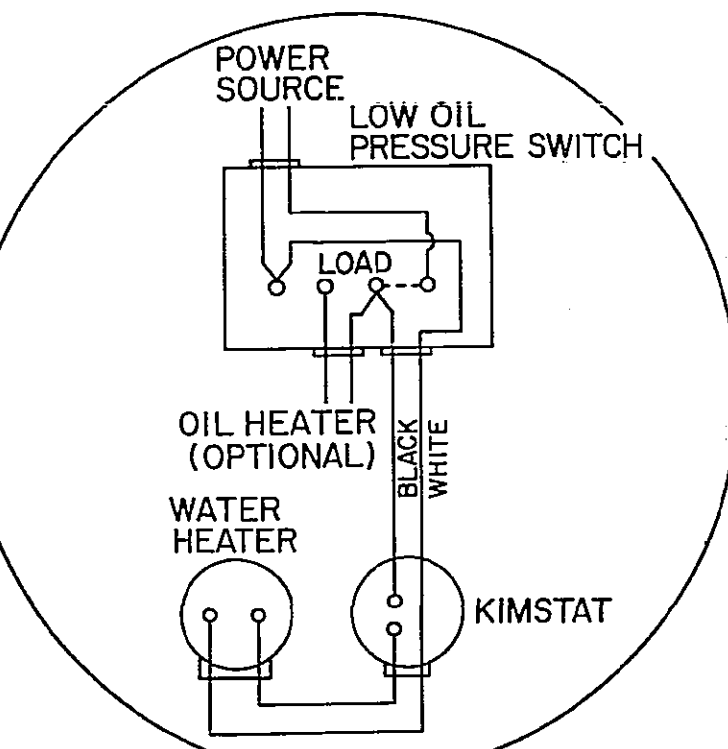 POWER
SOURCE
LOW OIL
PRESSURE SWITCH
LOAD
OIL HEATER
(OPTIONAL)
BLACK
WHITE
WATER
HEATER
KIMSTAT